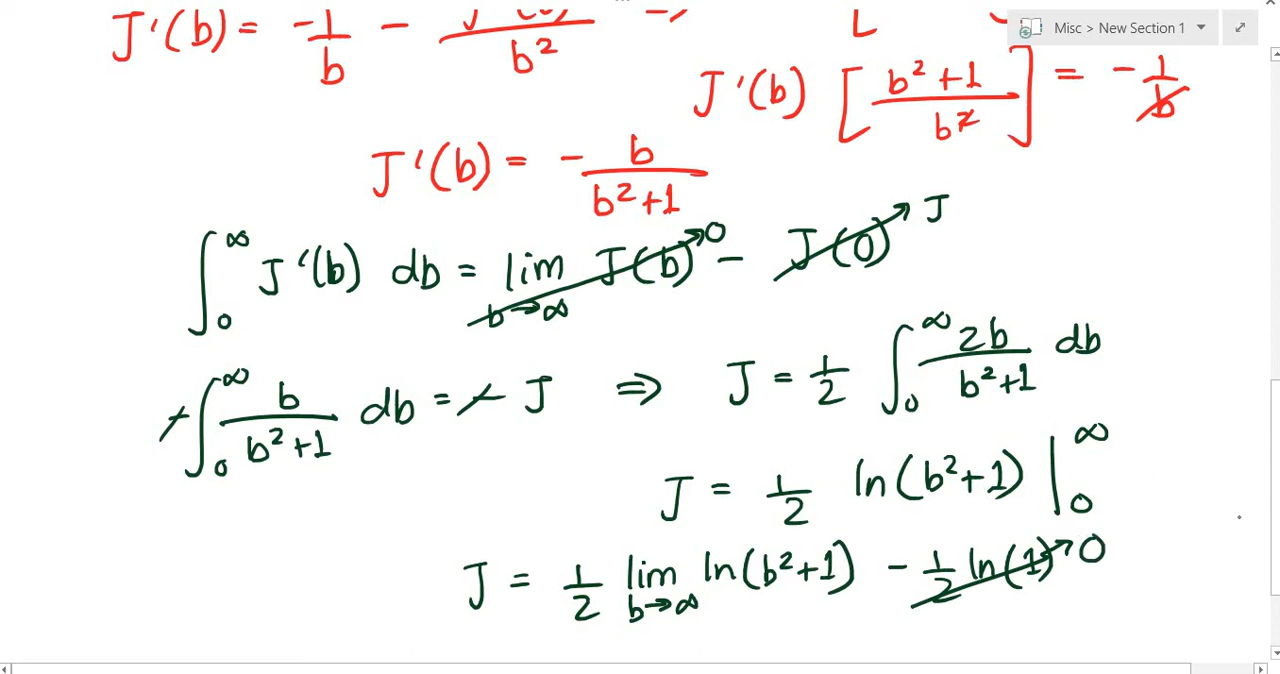 J'(b) = -1/b - J'(b)/b²  ⇒  [
Misc > New Section 1
J'(b) [ (b²+1)/b² ] = - 1/b
J'(b) = - b/(b²+1)
∫₀^∞ J'(b) db = lim_{b→∞} J(b) → 0 - J(0) → J
-∫₀^∞ b/(b²+1) db = - J  ⇒  J = 1/2 ∫₀^∞ 2b/(b²+1) db
J = 1/2 ln(b²+1) |₀^∞
J = 1/2 lim_{b→∞} ln(b²+1) - 1/2 ln(1) → 0